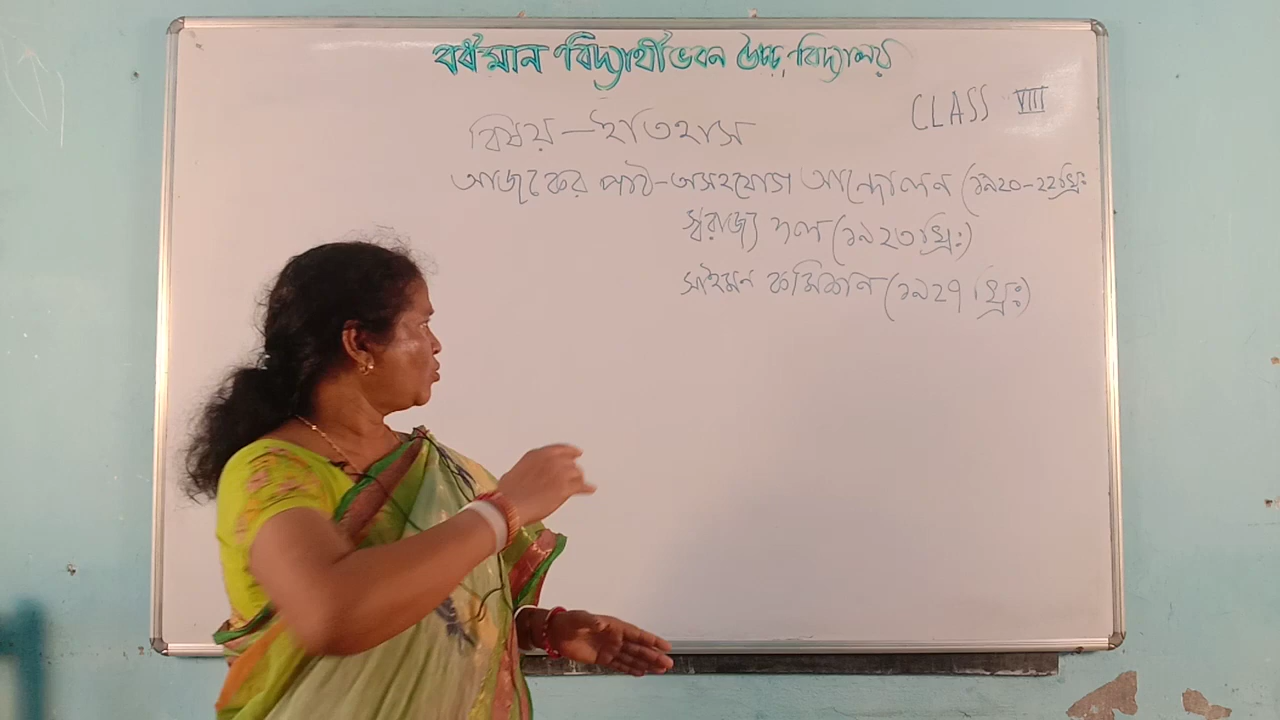 বর্ধমান বিদ্যার্থীভবন উচ্চ বিদ্যালয়
CLASS VIII
বিষয় - ইতিহাস
আজকের পাঠ - অসহযোগ আন্দোলন (১৯২০-২২খ্রিঃ
স্বরাজ্য দল (১৯২৩খ্রিঃ)
সাইমন কমিশন (১৯২৭খ্রিঃ)